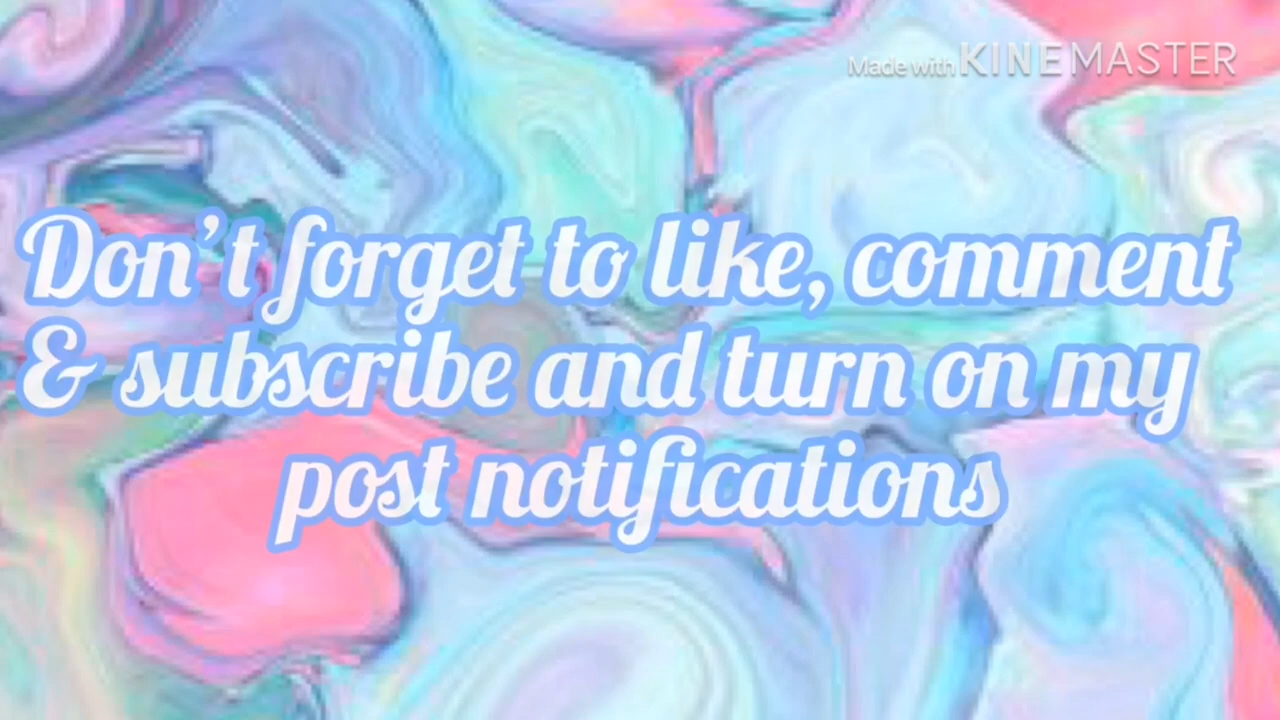 Made with KINEMASTER
Don't forget to like, comment
& subscribe and turn on my
post notifications